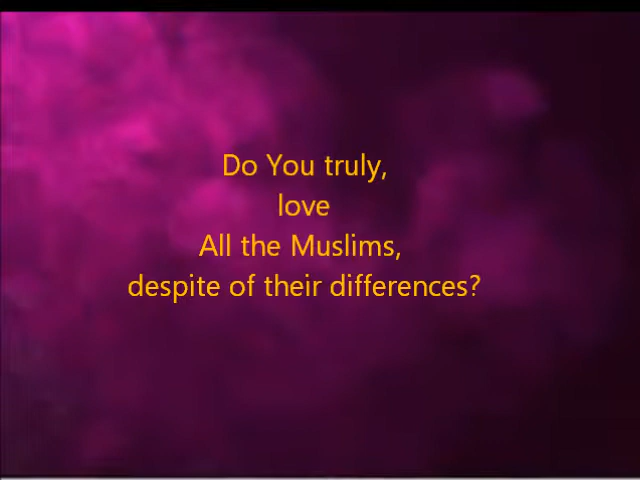 Do You truly,
love
All the Muslims,
despite of their differences?